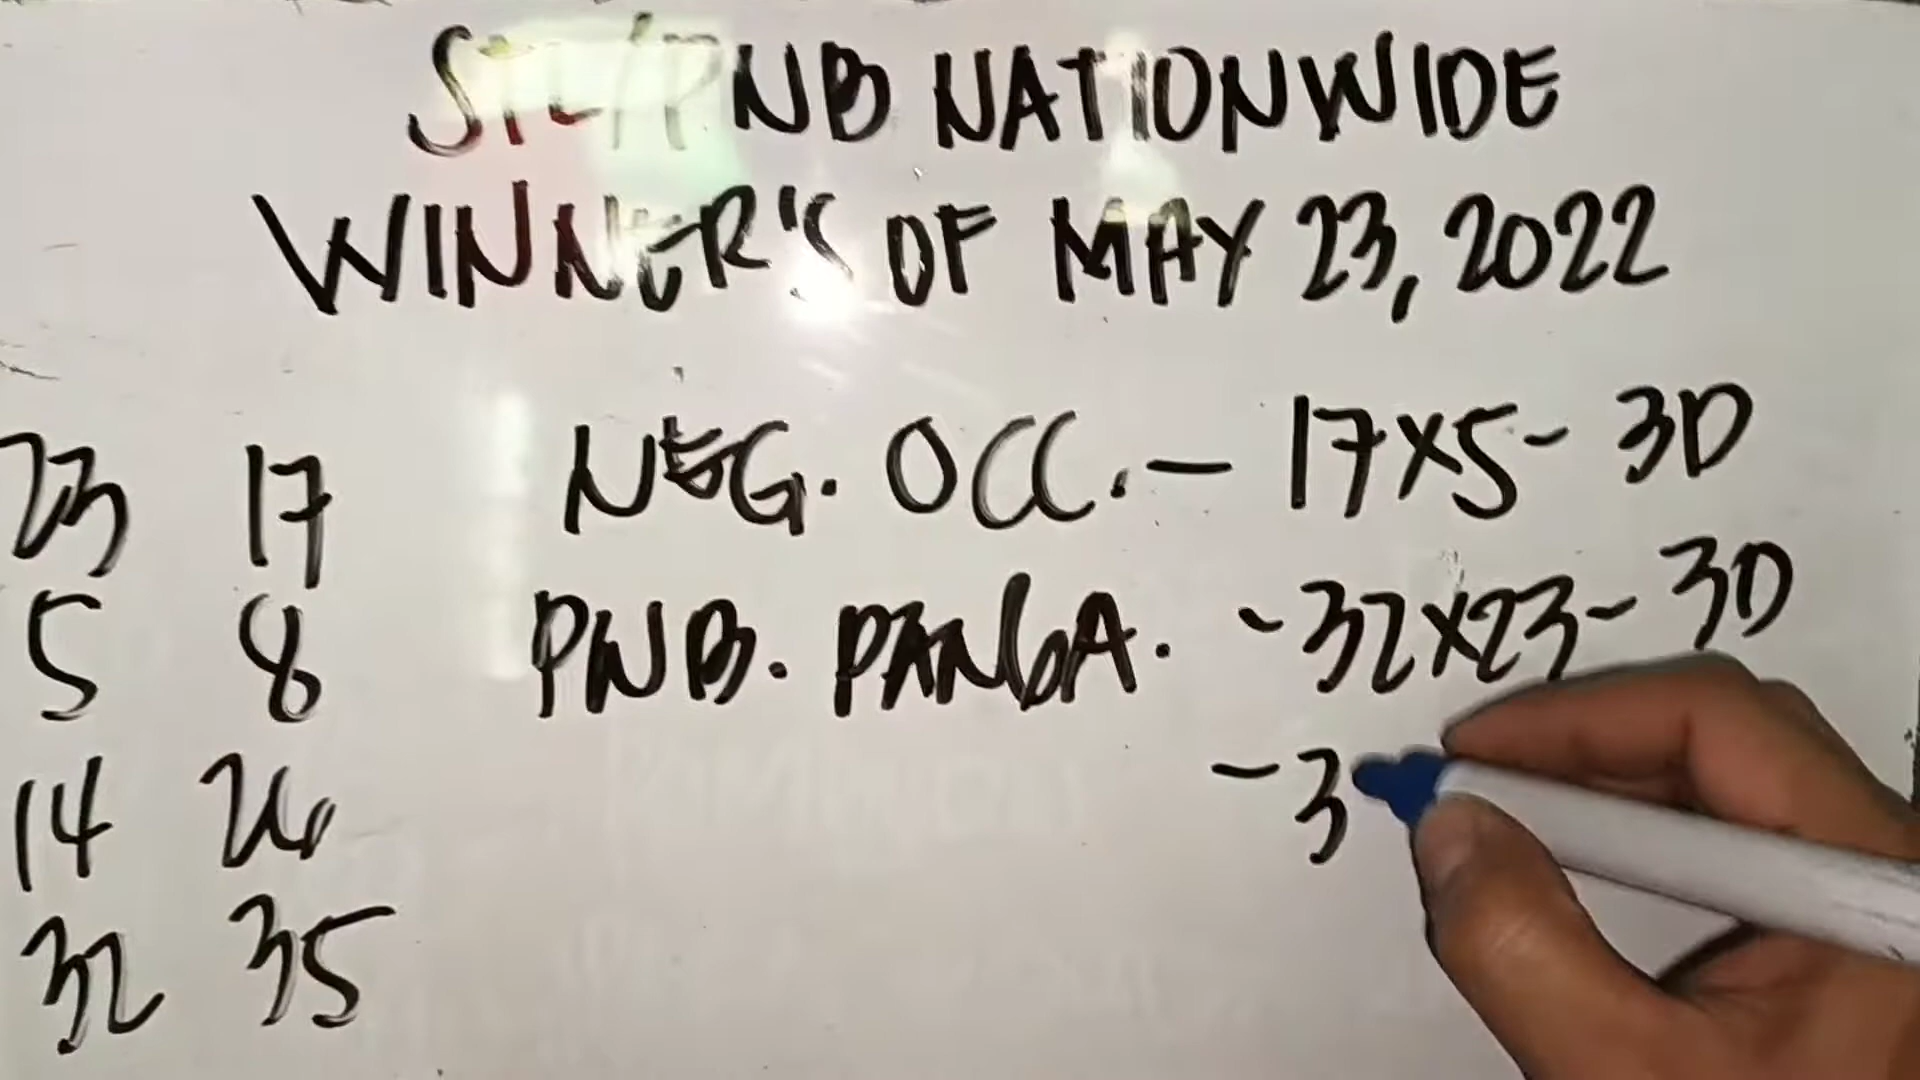 STL/PNB NATIONWIDE
WINNER'S OF MAY 23, 2022
23 17 NEG. OCC. - 17x5 - 3D
5 8 PNB. PANGA. - 32x23 - 3D
14 26 - 3
32 35